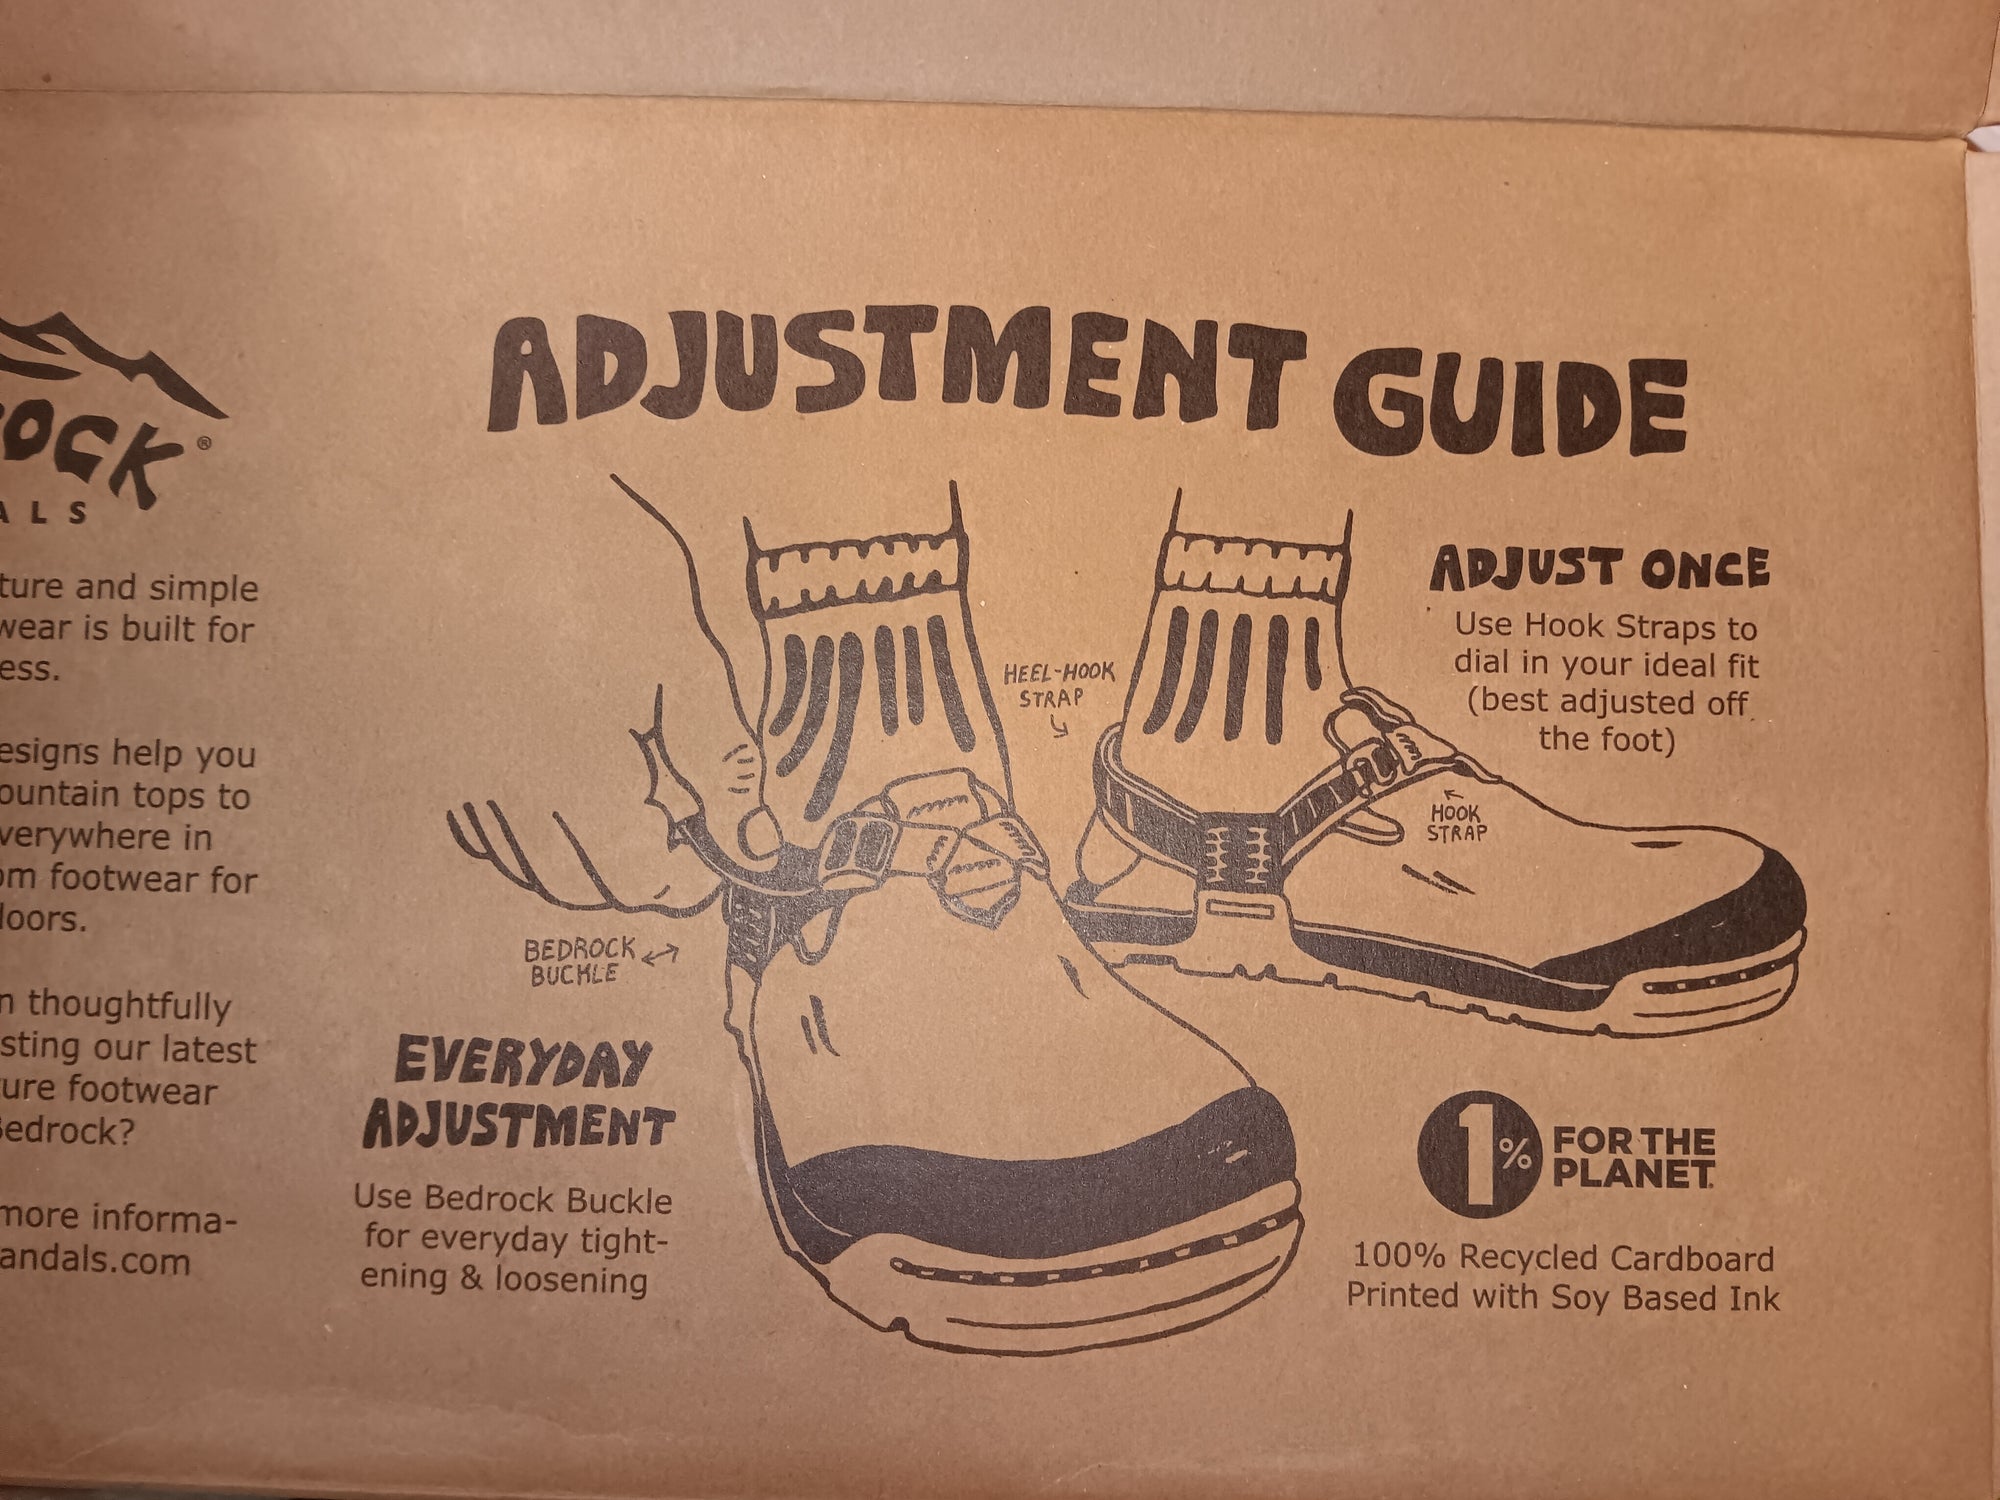 ADJUSTMENT GUIDE
OCK®
ALS
ture and simple
wear is built for
ess.
esigns help you
ountain tops to
verywhere in
om footwear for
loors.
n thoughtfully
sting our latest
ure footwear
edrock?
more informa-
andals.com
HEEL-HOOK
STRAP
ADJUST ONCE
Use Hook Straps to
dial in your ideal fit
(best adjusted off
the foot)
HOOK
STRAP
BEDROCK
BUCKLE
EVERYDAY
ADJUSTMENT
Use Bedrock Buckle
for everyday tight-
ening & loosening
1% FOR THE
PLANET
100% Recycled Cardboard
Printed with Soy Based Ink